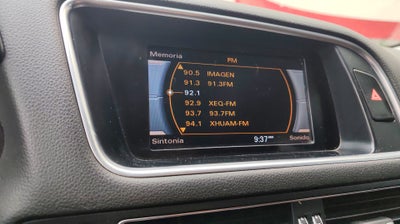 Memoria FM
90.5 IMAGEN
91.3 91.3FM
92.1
92.9 XEQ-FM
93.7 93.7FM
94.1 XHUAM-FM
Sintonía 9:37 Sonido